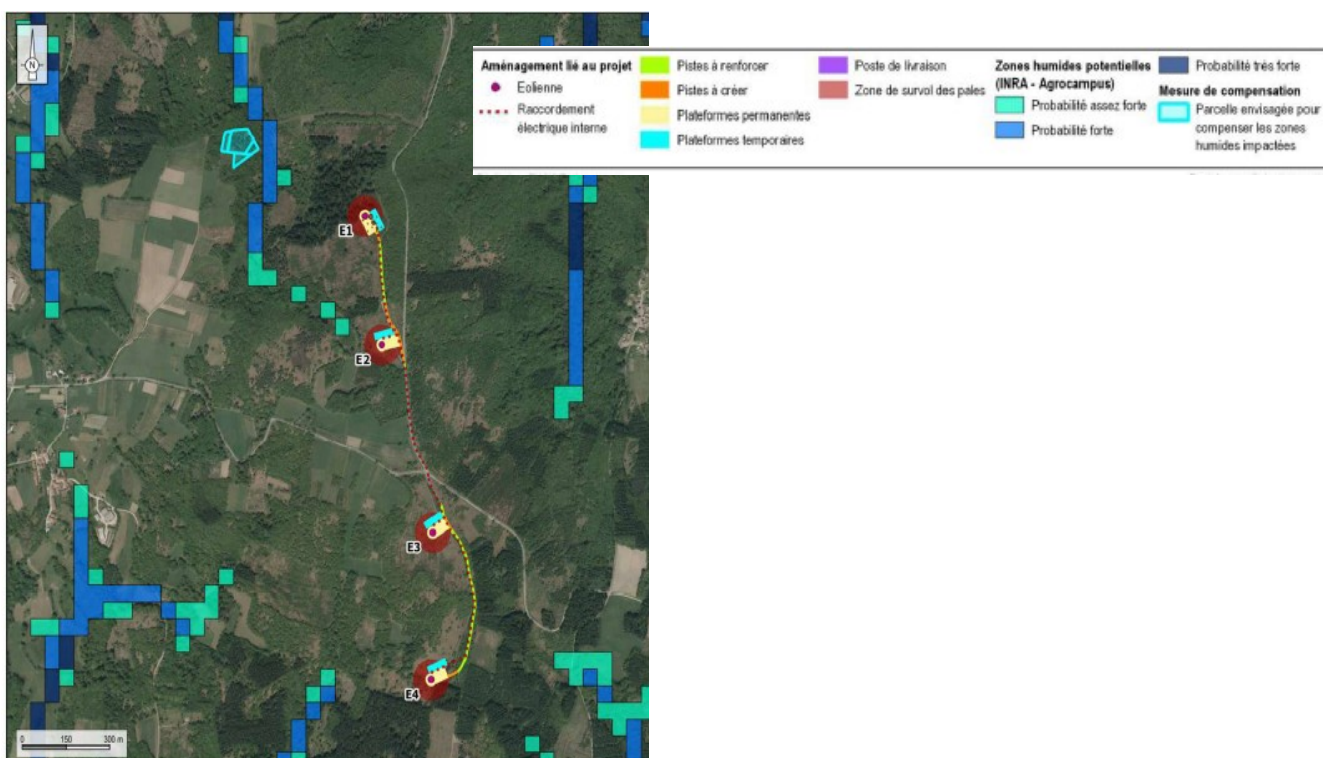 N
Aménagement lié au projet
Eolienne
Raccordement
électrique interne
Pistes à renforcer
Pistes à créer
Plateformes permanentes
Plateformes temporaires
Poste de livraison
Zone de survol des pales
Zones humides potentielles
(INRA - Agrocampus)
Probabilité assez forte
Probabilité forte
Probabilité très forte
Mesure de compensation
Parcelle envisagée pour
compenser les zones
humides impactées
E1
E2
E3
E4
0 150 300 m